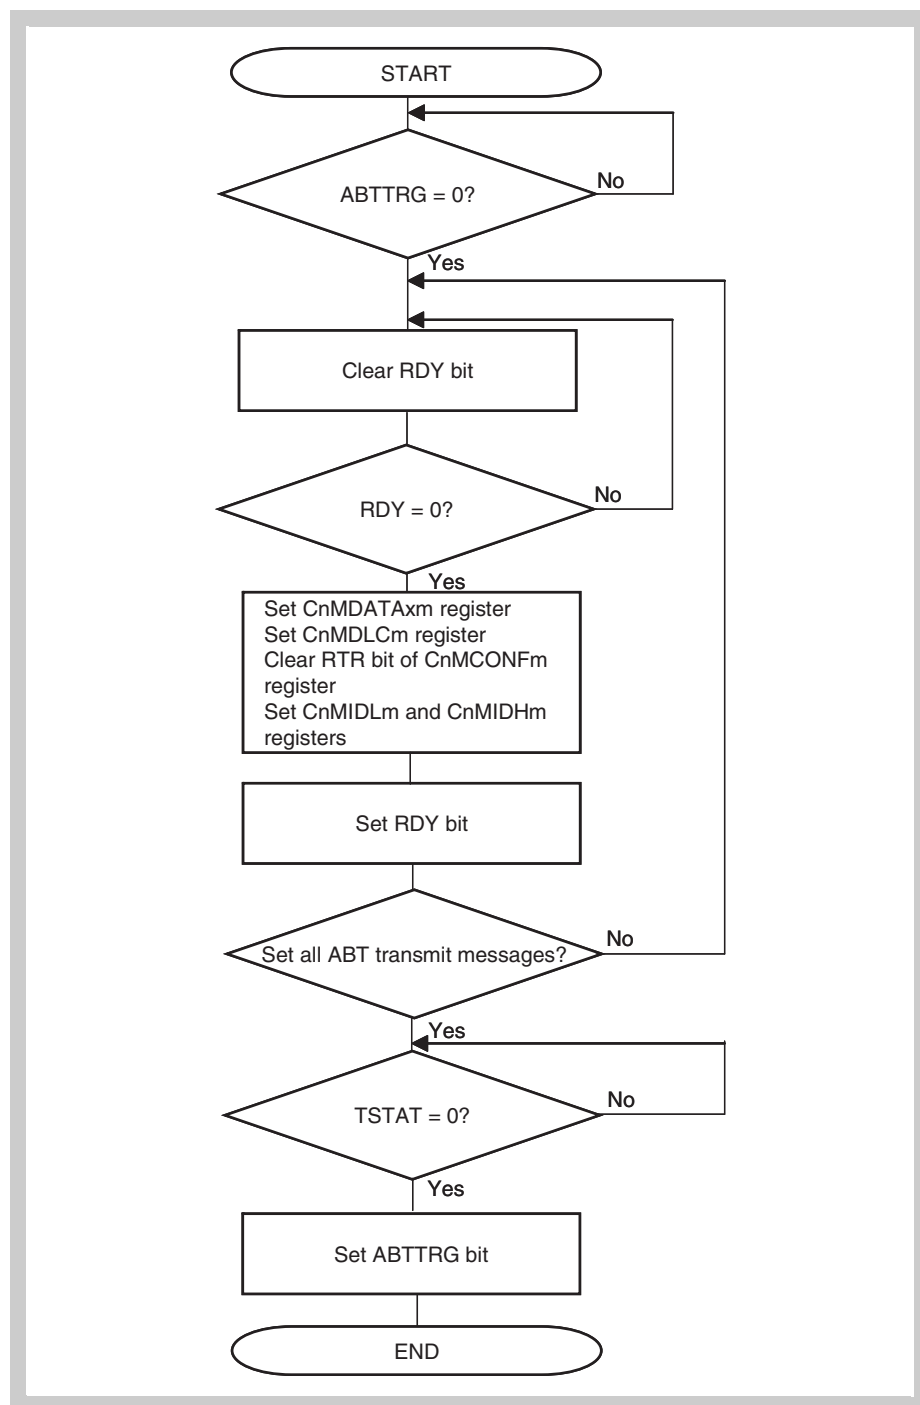 START
ABTTRG = 0?
No
Yes
Clear RDY bit
RDY = 0?
No
Yes
Set CnMDATAxm register
Set CnMDLCm register
Clear RTR bit of CnMCONFm
register
Set CnMIDLm and CnMIDHm
registers
Set RDY bit
Set all ABT transmit messages?
No
Yes
TSTAT = 0?
No
Yes
Set ABTTRG bit
END